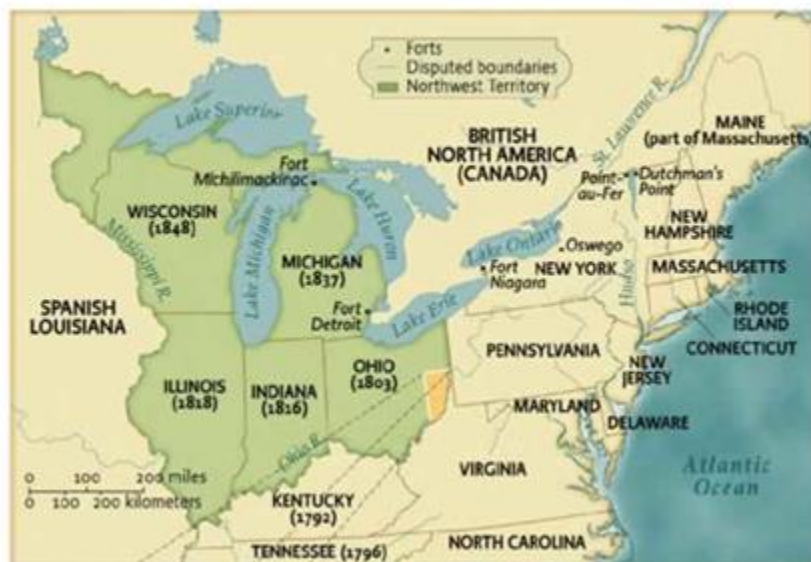 Forts
Disputed boundaries
Northwest Territory
Lake Superior
BRITISH
NORTH AMERICA
(CANADA)
St. Lawrence R.
MAINE
(part of Massachusetts)
Fort
Michilimackinac
Point-
au-Fer
Dutchman's
Point
WISCONSIN
(1848)
Mississippi R.
Lake Michigan
Lake Huron
MICHIGAN
(1837)
Lake Ontario
Oswego
NEW
HAMPSHIRE
Fort
Niagara
NEW YORK
Hudso
MASSACHUSETTS
SPANISH
LOUISIANA
Fort
Detroit
Lake Erie
RHODE
ISLAND
CONNECTICUT
PENNSYLVANIA
NEW
JERSEY
ILLINOIS
(1818)
INDIANA
(1816)
OHIO
(1803)
MARYLAND
DELAWARE
Ohio R.
VIRGINIA
Atlantic
Ocean
0 100 200 miles
0 100 200 kilometers
KENTUCKY
(1792)
TENNESSEE (1796)
NORTH CAROLINA